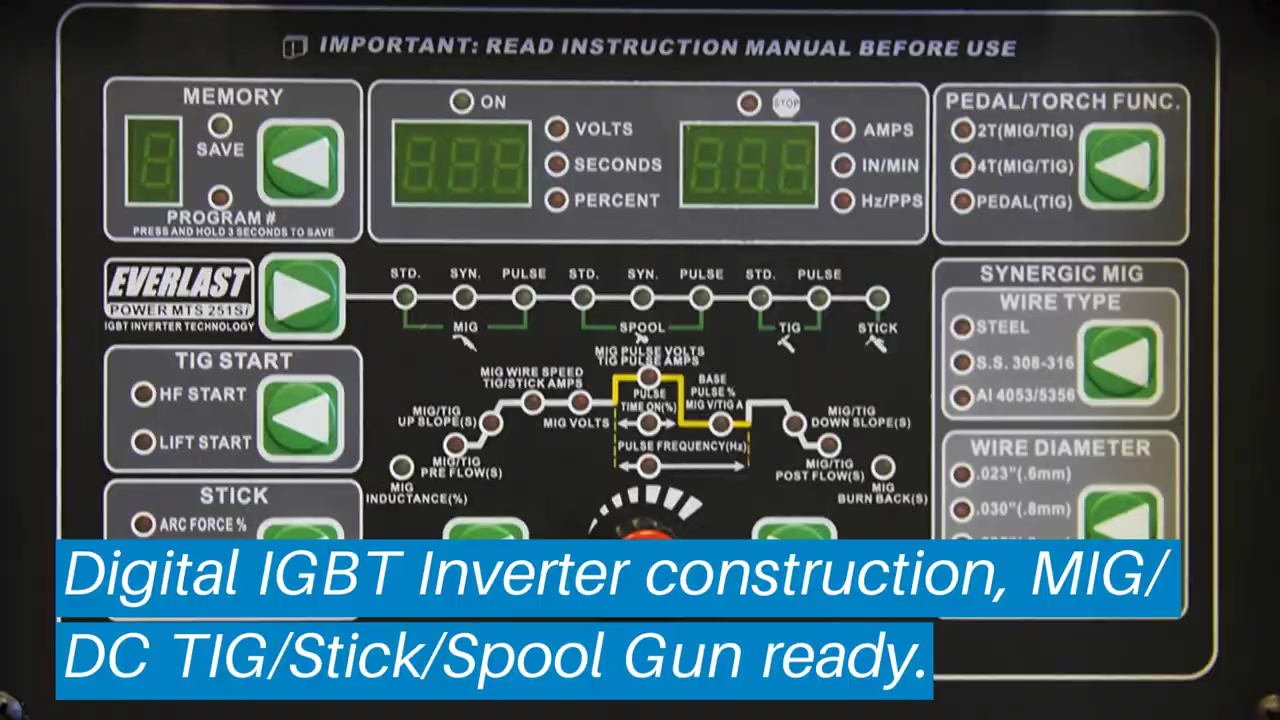 IMPORTANT: READ INSTRUCTION MANUAL BEFORE USE
MEMORY
SAVE
PROGRAM #
PRESS AND HOLD 3 SECONDS TO SAVE
ON
VOLTS
SECONDS
PERCENT
STOP
AMPS
IN/MIN
Hz/PPS
PEDAL/TORCH FUNC.
2T(MIG/TIG)
4T(MIG/TIG)
PEDAL(TIG)
EVERLAST
POWER MTS 251S/
IGBT INVERTER TECHNOLOGY
STD. SYN. PULSE STD. SYN. PULSE STD. PULSE
MIG SPOOL TIG STICK
SYNERGIC MIG
WIRE TYPE
STEEL
S.S. 308-316
Al 4053/5356
TIG START
HF START
LIFT START
MIG PULSE VOLTS
TIG PULSE AMPS
MIG WIRE SPEED
TIG/STICK AMPS
BASE
PULSE %
MIG V/TIG A
PULSE
TIME ON(%)
MIG/TIG
UP SLOPE(S)
MIG VOLTS
MIG/TIG
DOWN SLOPE(S)
PULSE FREQUENCY(Hz)
MIG/TIG
PRE FLOW(S)
MIG/TIG
POST FLOW(S)
MIG
INDUCTANCE(%)
MIG
BURN BACK(S)
WIRE DIAMETER
.023"(.6mm)
.030"(.8mm)
STICK
ARC FORCE %
Digital IGBT Inverter construction, MIG/
DC TIG/Stick/Spool Gun ready.